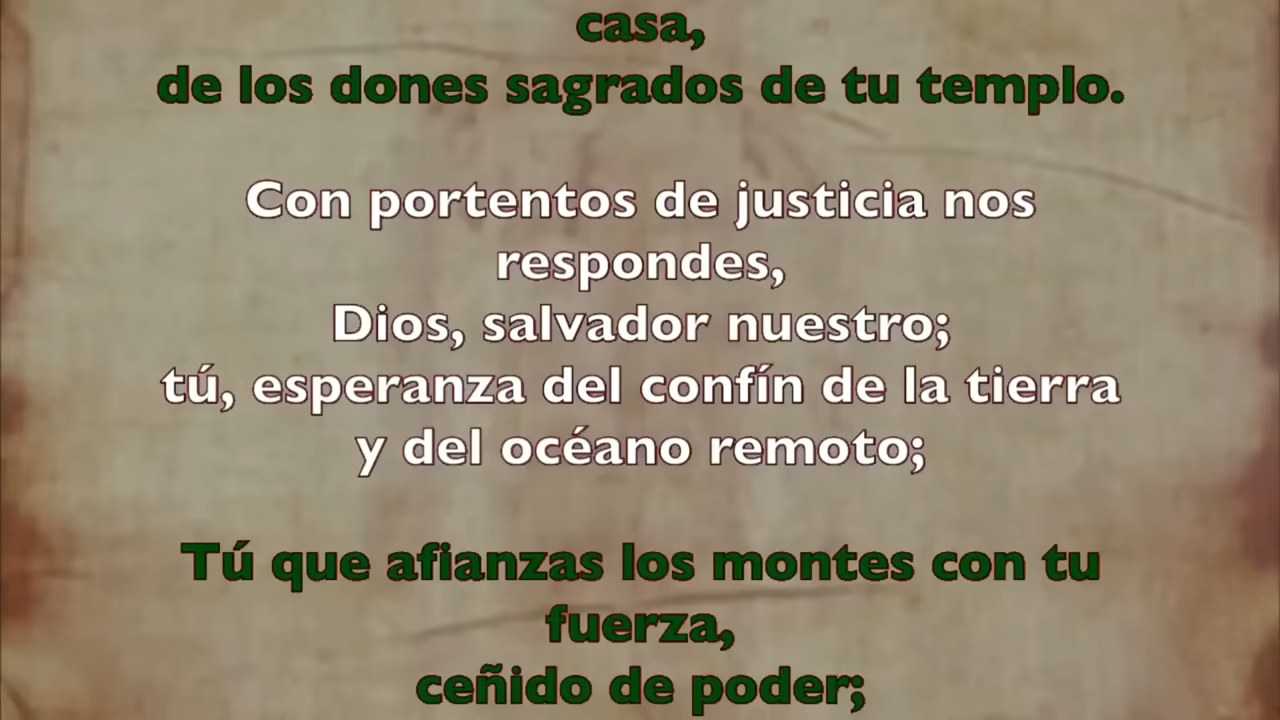 casa,
de los dones sagrados de tu templo.
Con portentos de justicia nos
respondes,
Dios, salvador nuestro;
tú, esperanza del confín de la tierra
y del océano remoto;
Tú que afianzas los montes con tu
fuerza,
ceñido de poder;